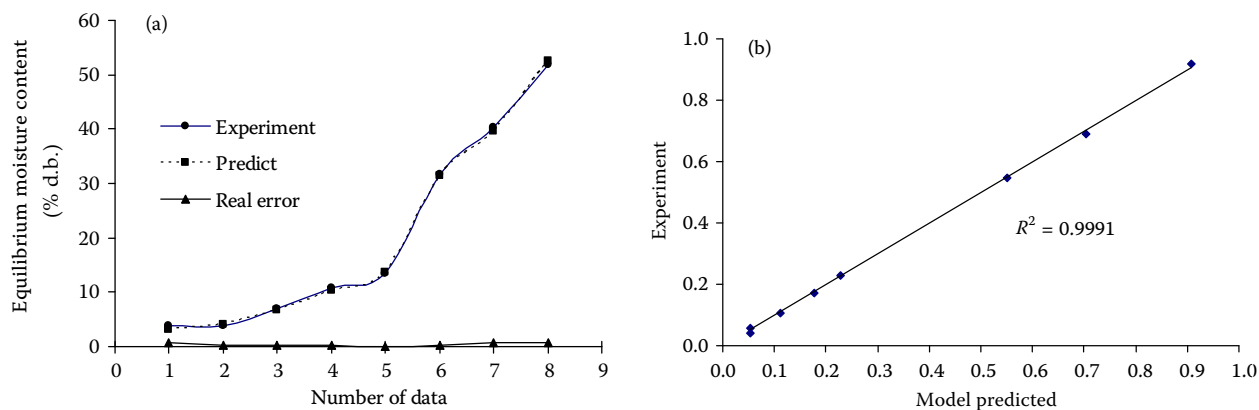 (a)
60
50
40
30
20
10
0
Equilibrium moisture content
(% d.b.)
Experiment
Predict
Real error
0 1 2 3 4 5 6 7 8 9
Number of data
(b)
1.0
0.8
0.6
0.4
0.2
0.0
Experiment
R² = 0.9991
0.0 0.1 0.2 0.3 0.4 0.5 0.6 0.7 0.8 0.9 1.0
Model predicted